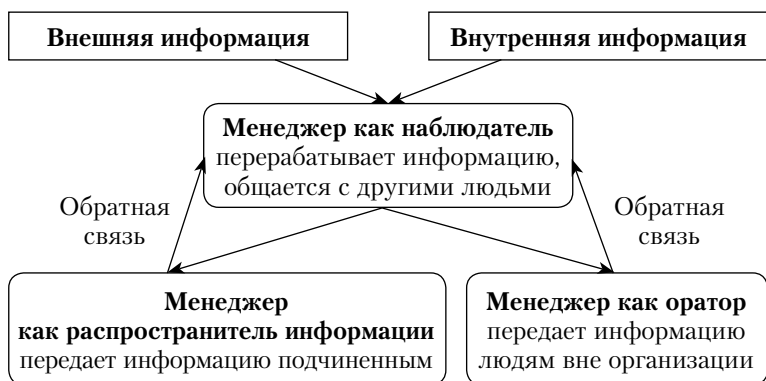 Внешняя информация
Внутренняя информация
Менеджер как наблюдатель
перерабатывает информацию,
общается с другими людьми
Обратная
связь
Обратная
связь
Менеджер
как распространитель информации
передает информацию подчиненным
Менеджер как оратор
передает информацию
людям вне организации